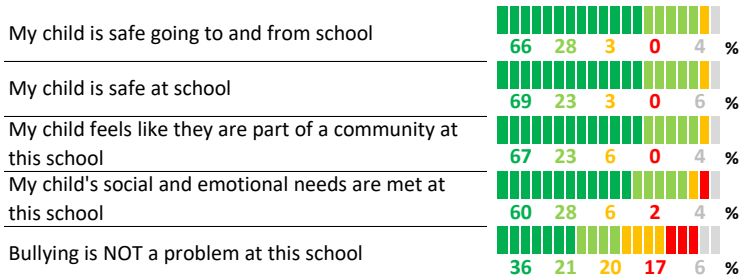 My child is safe going to and from school
66 28 3 0 4 %
My child is safe at school
69 23 3 0 6 %
My child feels like they are part of a community at
this school
67 23 6 0 4 %
My child's social and emotional needs are met at
this school
60 28 6 2 4 %
Bullying is NOT a problem at this school
36 21 20 17 6 %